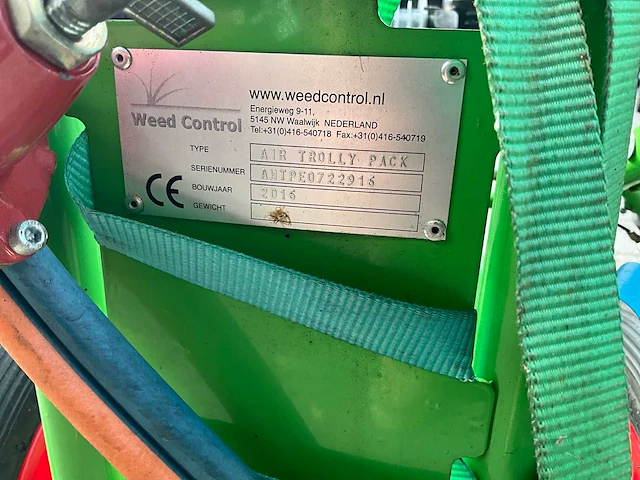 Weed Control
www.weedcontrol.nl
Energieweg 9-11,
5145 NW Waalwijk NEDERLAND
Tel:+31(0)416-540718 Fax:+31(0)416-540719
TYPE AIR TROLLY PACK
SERIENUMMER AHTPE0722916
BOUWJAAR 2016
GEWICHT
CE